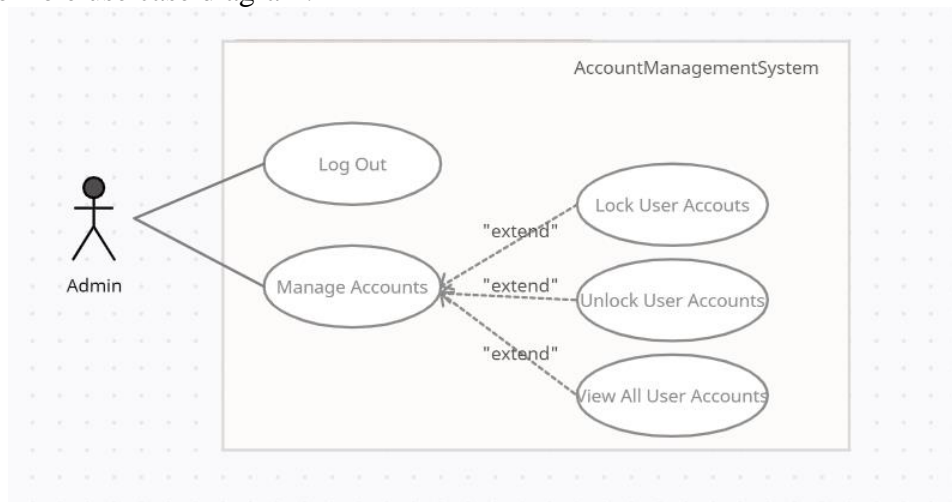 AccountManagementSystem
Log Out
Lock User Accouts
"extend"
Admin
Manage Accounts
"extend"
Unlock User Accounts
"extend"
View All User Accounts